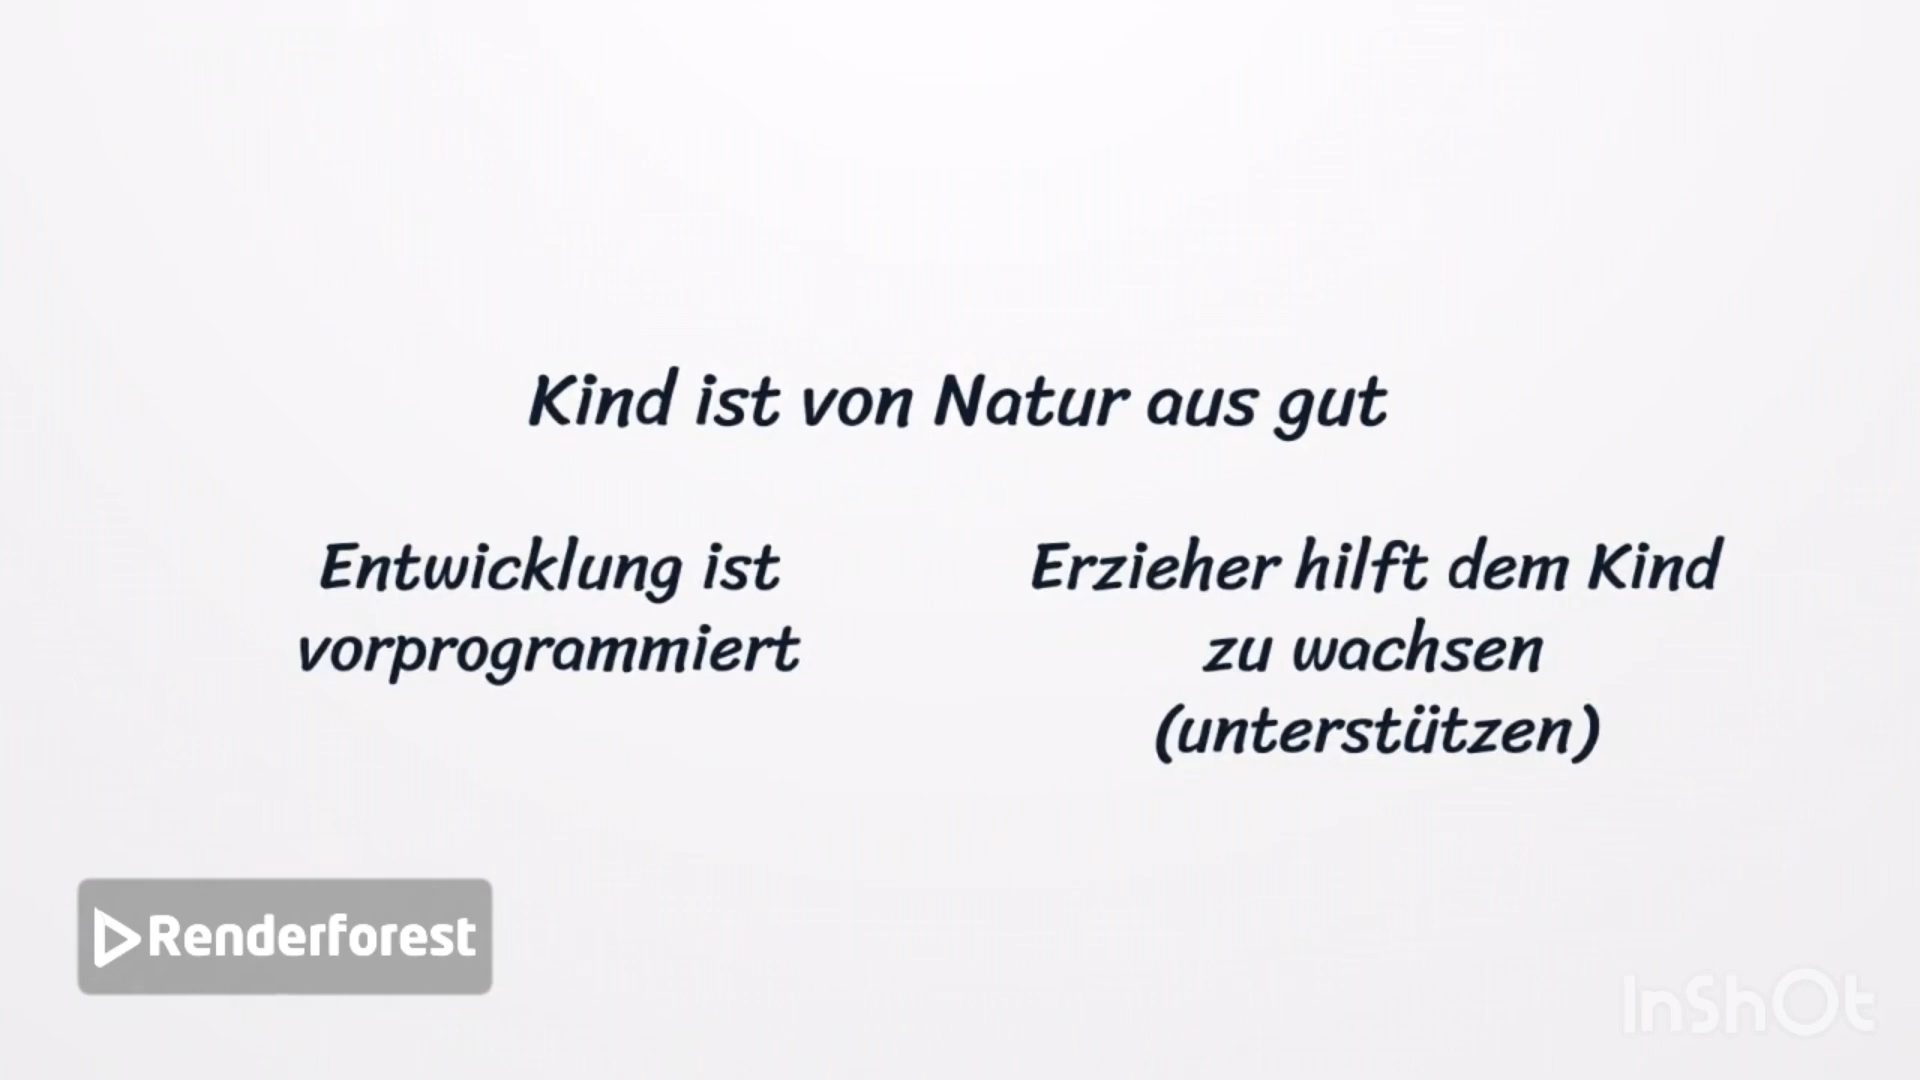 Kind ist von Natur aus gut
Entwicklung ist
vorprogrammiert
Erzieher hilft dem Kind
zu wachsen
(unterstützen)
Renderforest
InShOt